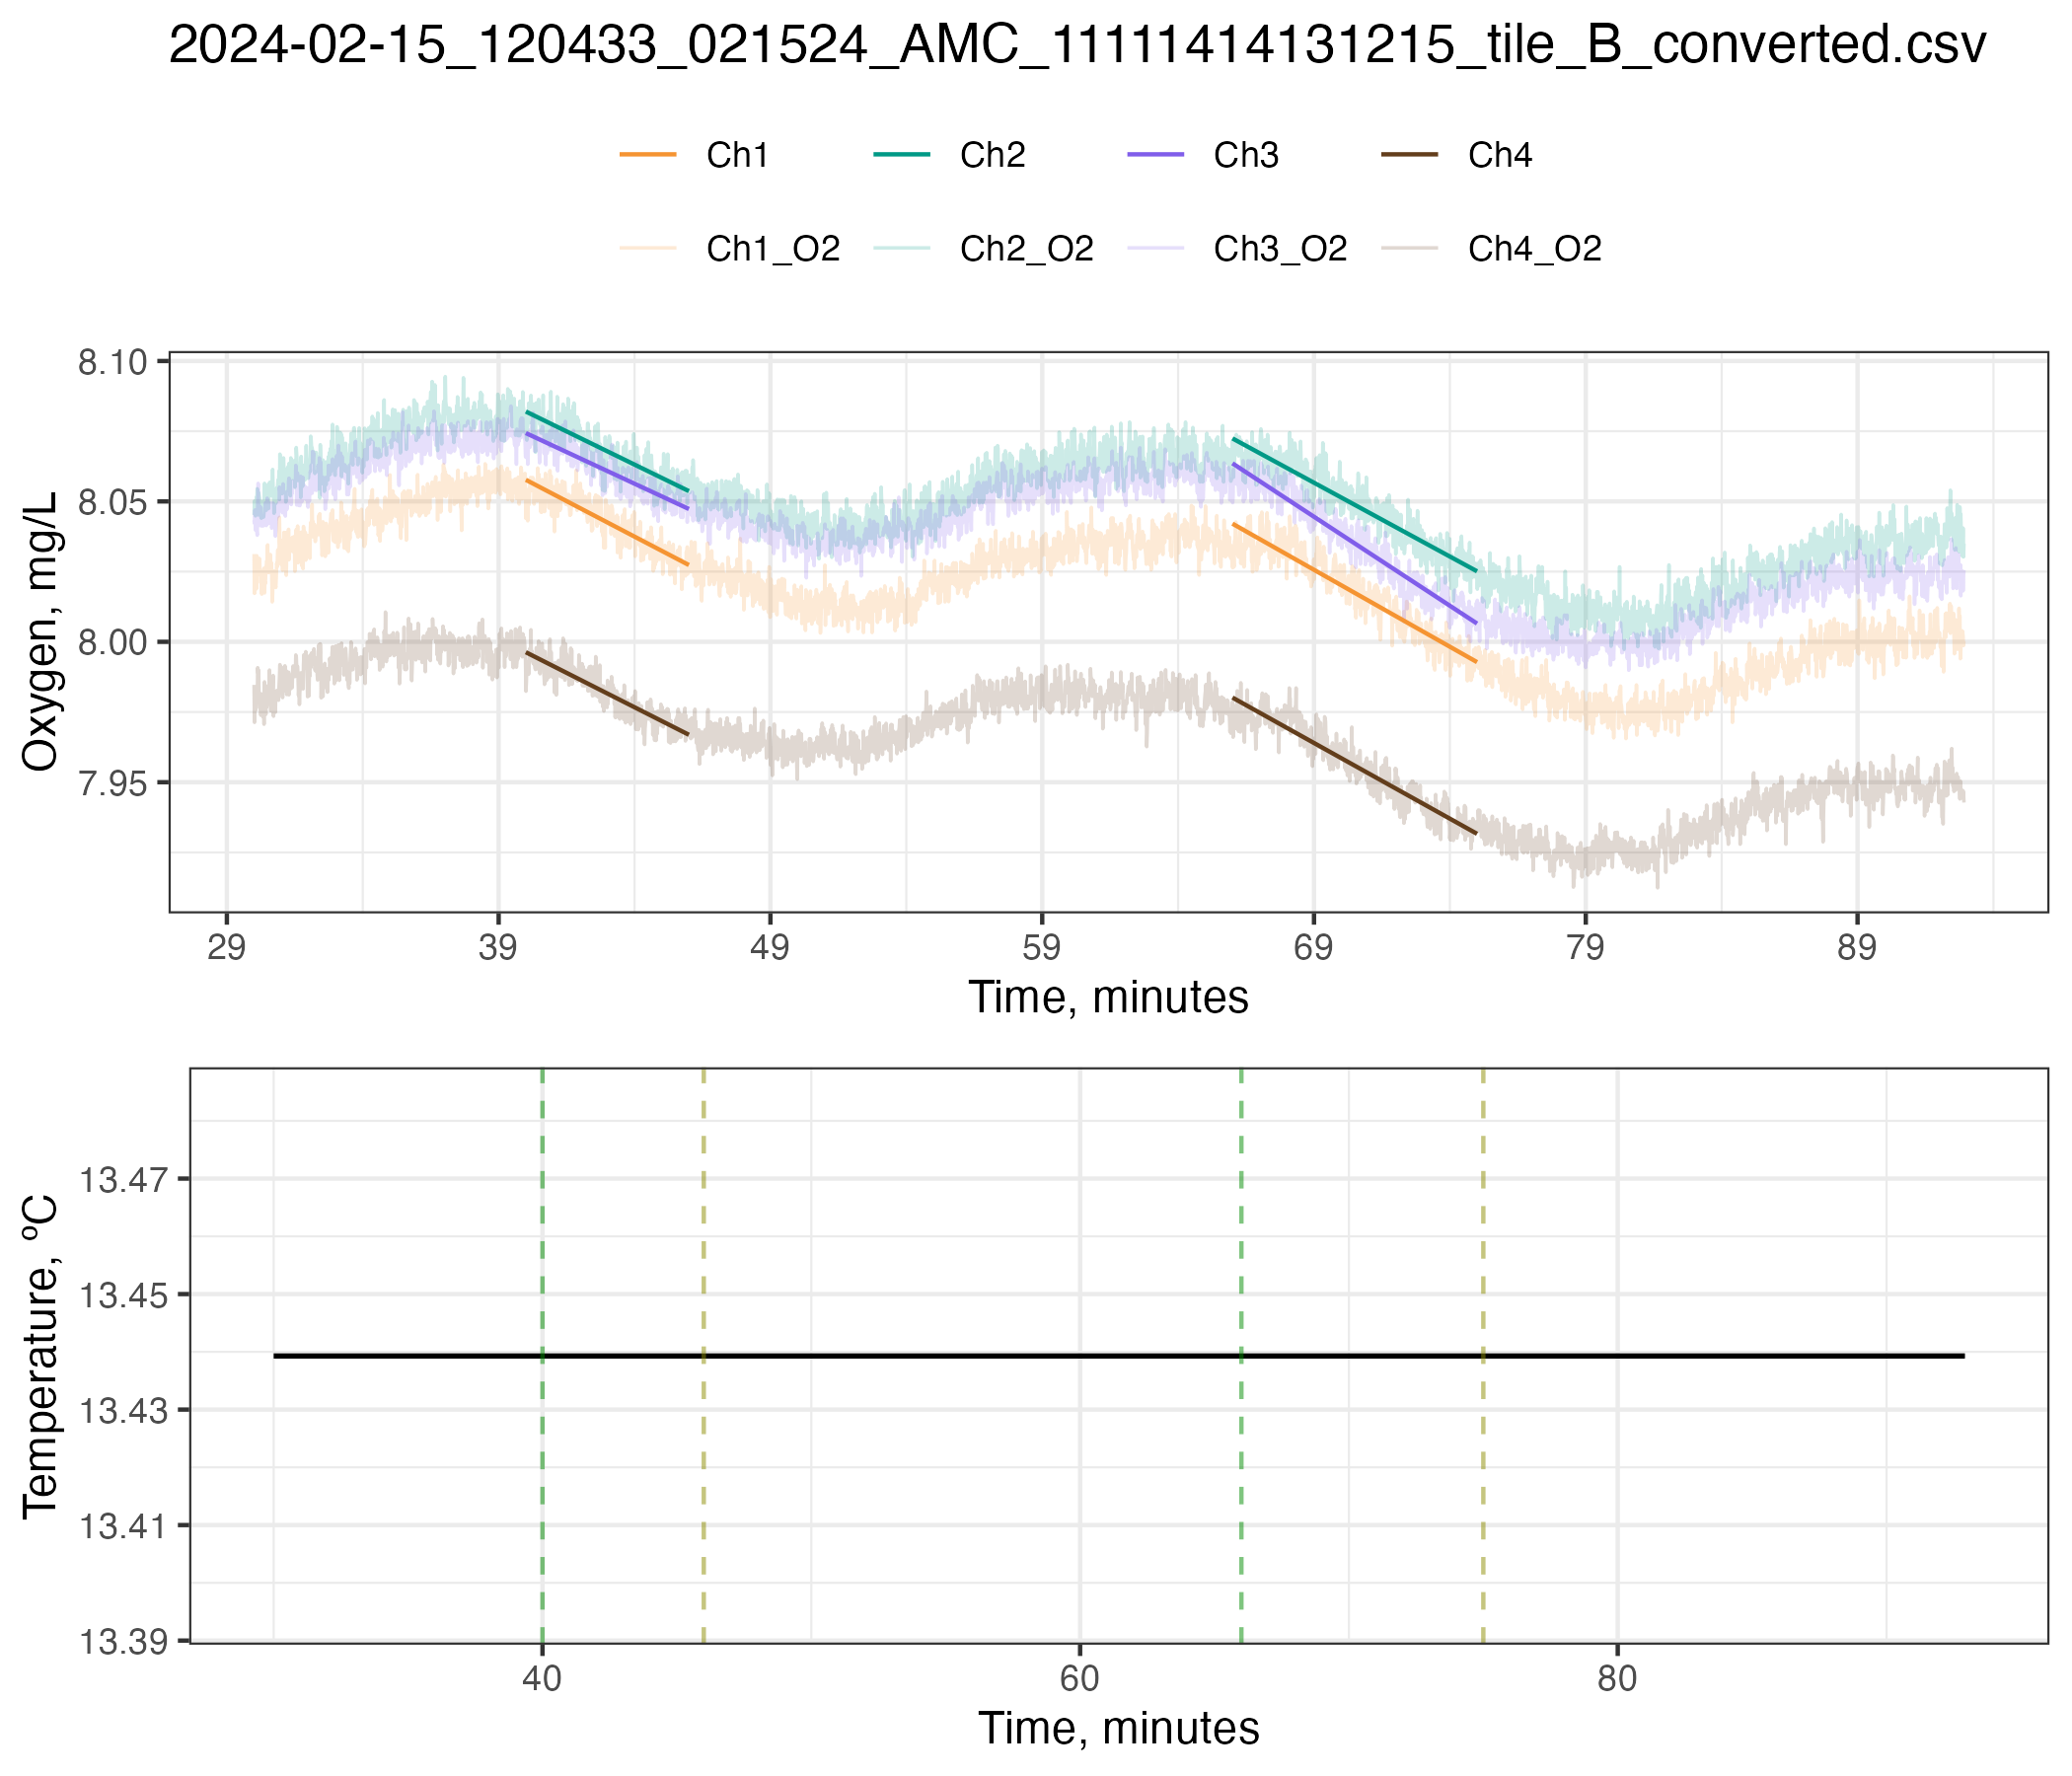 2024-02-15_120433_021524_AMC_11111414131215_tile_B_converted.csv
Ch1 Ch2 Ch3 Ch4
Ch1_O2 Ch2_O2 Ch3_O2 Ch4_O2
Oxygen, mg/L
8.10
8.05
8.00
7.95
29 39 49 59 69 79 89
Time, minutes
Temperature, ºC
13.47
13.45
13.43
13.41
13.39
40 60 80
Time, minutes